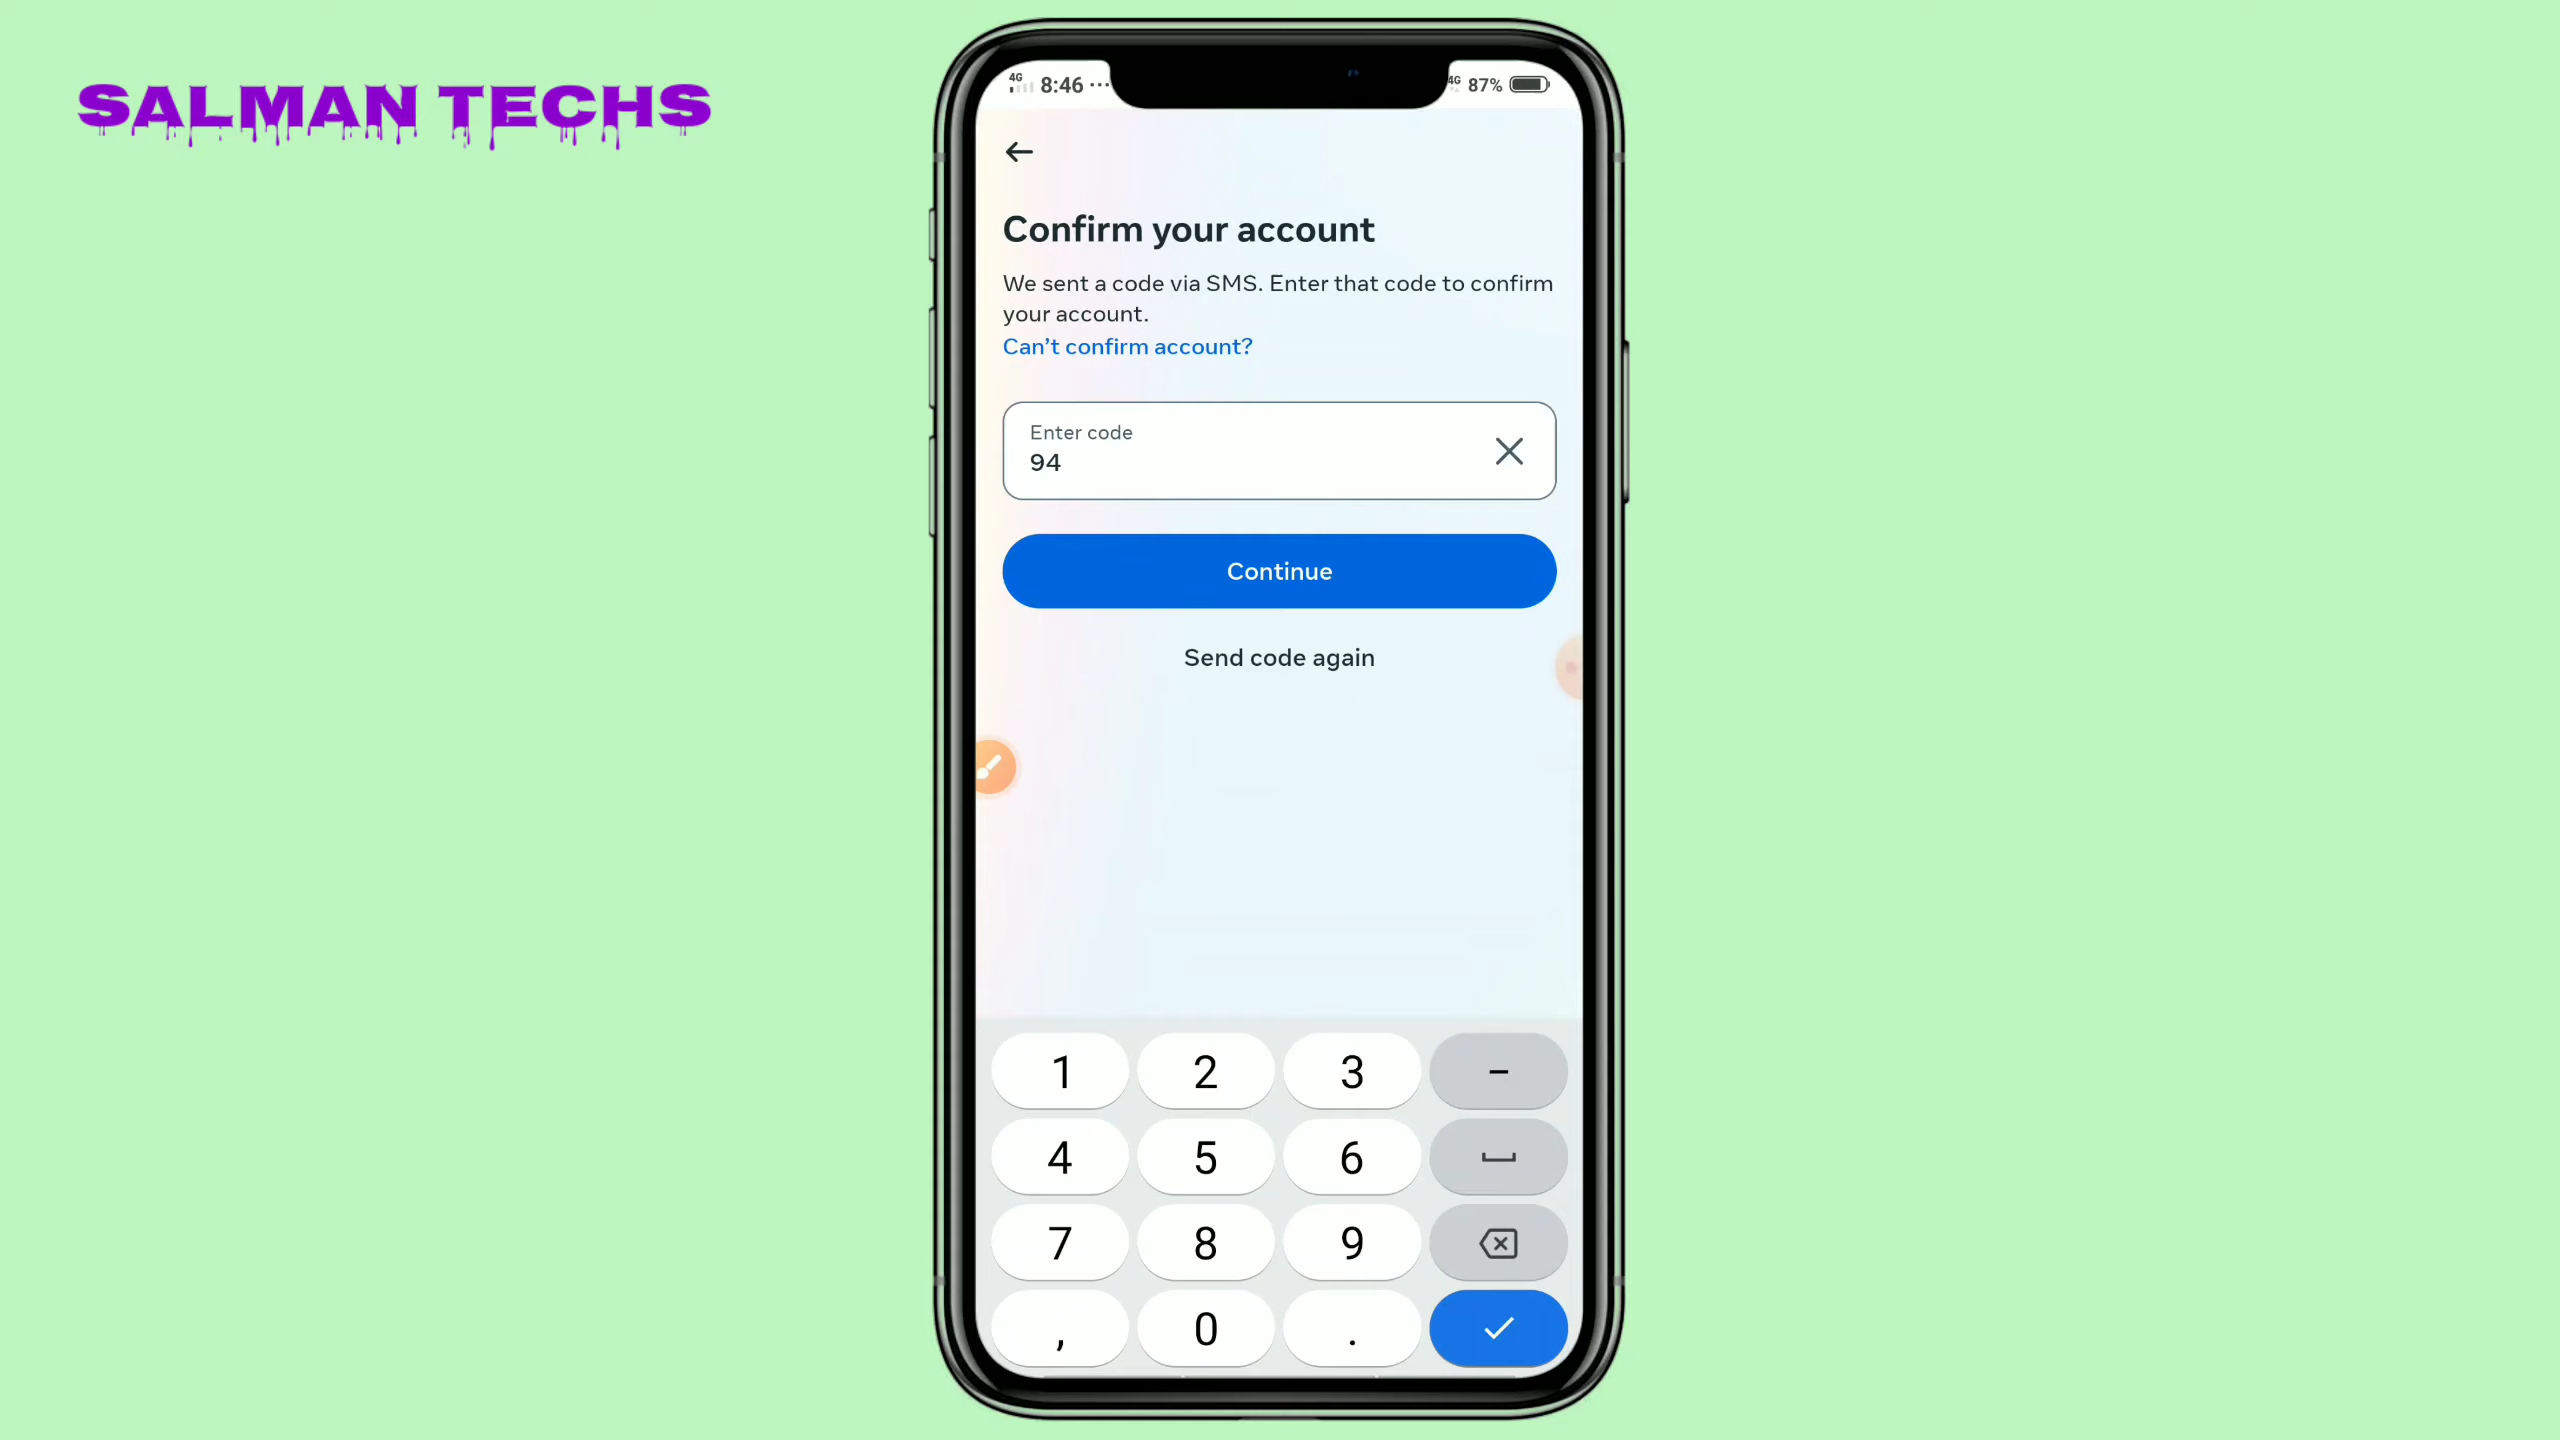 SALMAN TECHS
4G 8:46 ... 4G 87%
Confirm your account
We sent a code via SMS. Enter that code to confirm
your account.
Can't confirm account?
Enter code
94
Continue
Send code again
1 2 3 –
4 5 6
7 8 9
, 0 .